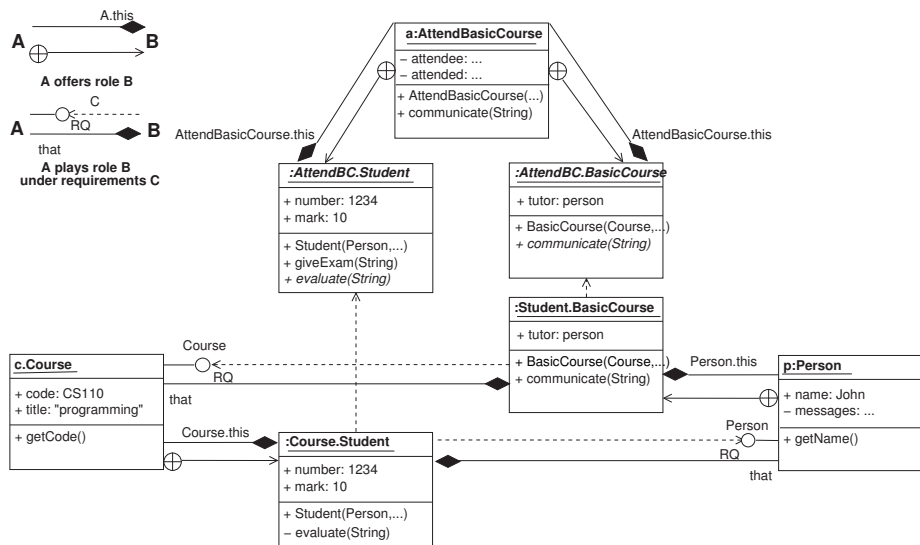 A.this
A B
A offers role B
C
A B
RQ
that
A plays role B
under requirements C
a:AttendBasicCourse
− attendee: ...
− attended: ...
+ AttendBasicCourse(...)
+ communicate(String)
AttendBasicCourse.this
AttendBasicCourse.this
:AttendBC.Student
+ number: 1234
+ mark: 10
+ Student(Person,...)
+ giveExam(String)
+ evaluate(String)
:AttendBC.BasicCourse
+ tutor: person
+ BasicCourse(Course,...)
+ communicate(String)
:Student.BasicCourse
+ tutor: person
+ BasicCourse(Course,...)
+ communicate(String)
Course
RQ
that
Person.this
c.Course
+ code: CS110
+ title: "programming"
+ getCode()
p:Person
+ name: John
− messages: ...
+ getName()
Course.this
:Course.Student
+ number: 1234
+ mark: 10
+ Student(Person,...)
− evaluate(String)
Person
RQ
that